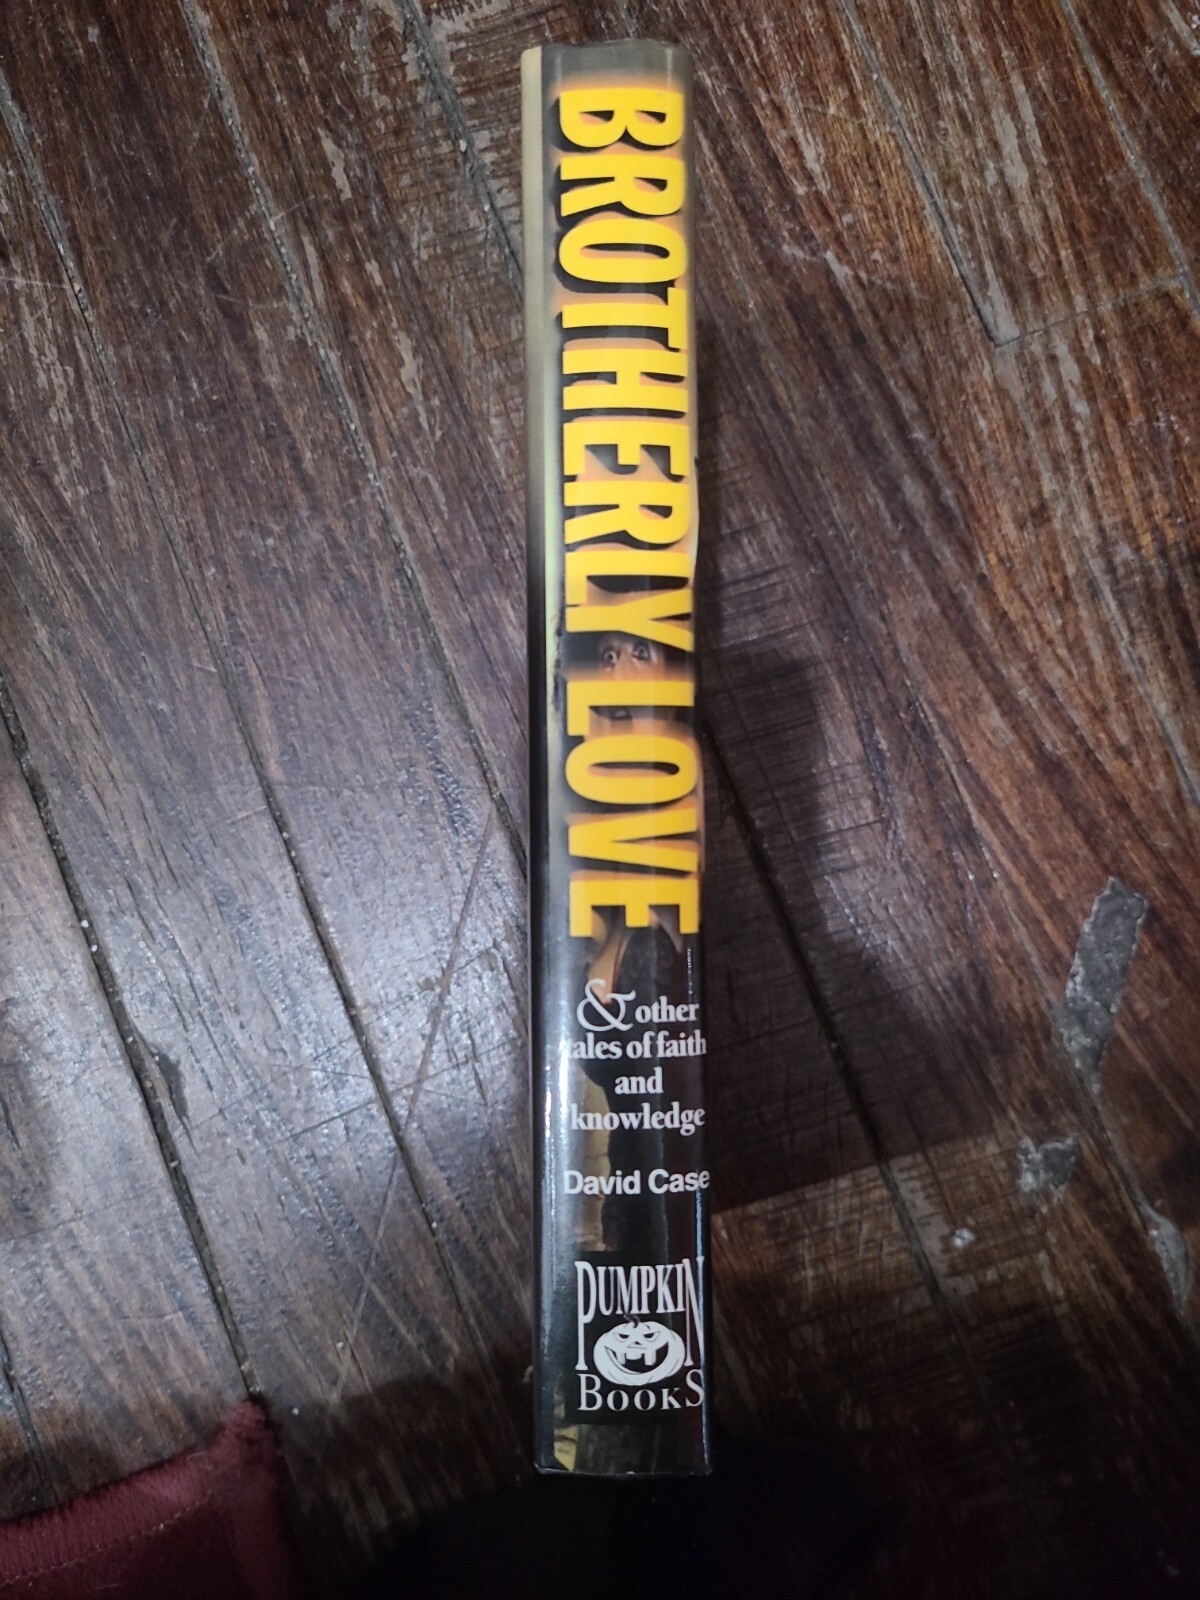 BROTHERLY LOVE
& other
tales of faith
and
knowledge
David Case
PUMPKIN
BOOKS